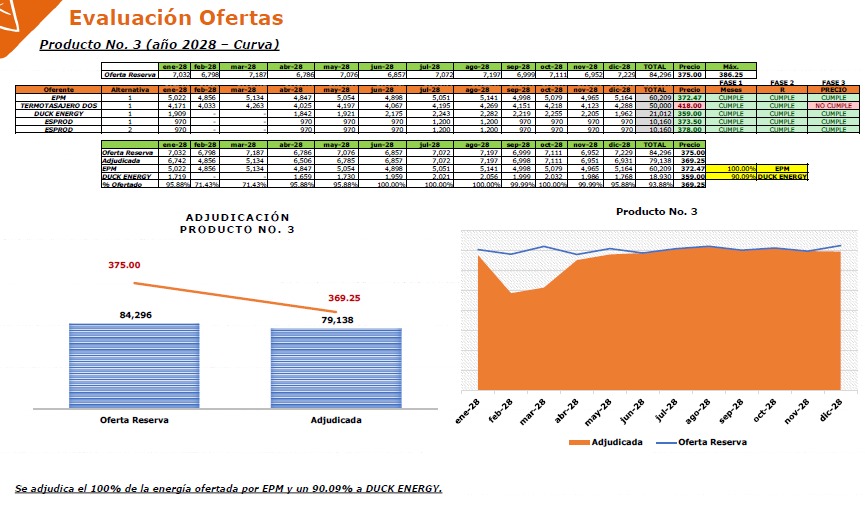 Evaluación Ofertas
Producto No. 3 (año 2028 – Curva)
ene-28 feb-28 mar-28 abr-28 may-28 jun-28 jul-28 ago-28 sep-28 oct-28 nov-28 dic-28 TOTAL Precio Máx.
Oferta Reserva 7,032 6,798 7,187 6,786 7,076 6,857 7,072 7,197 6,999 7,111 6,952 7,229 84,296 375.00 386.25
FASE 1 FASE 2 FASE 3
Oferente Alternativa ene-28 feb-28 mar-28 abr-28 may-28 jun-28 jul-28 ago-28 sep-28 oct-28 nov-28 dic-28 TOTAL Precio Meses R PRECIO
EPM 1 5,022 4,856 5,134 4,847 5,054 4,898 5,051 5,141 4,998 5,079 4,965 5,164 60,209 372.47 CUMPLE CUMPLE CUMPLE
TERMOTASAJERO DOS 1 4,171 4,033 4,263 4,025 4,197 4,067 4,195 4,269 4,151 4,218 4,123 4,288 50,000 418.00 CUMPLE CUMPLE NO CUMPLE
DUCK ENERGY 1 1,909 - - 1,842 1,921 2,175 2,243 2,282 2,219 2,255 2,205 1,962 21,012 359.00 CUMPLE CUMPLE CUMPLE
ESPROD 1 970 - - 970 970 970 1,200 1,200 970 970 970 970 10,160 373.50 CUMPLE CUMPLE CUMPLE
ESPROD 2 970 - - 970 970 970 1,200 1,200 970 970 970 970 10,160 378.00 CUMPLE CUMPLE CUMPLE
ene-28 feb-28 mar-28 abr-28 may-28 jun-28 jul-28 ago-28 sep-28 oct-28 nov-28 dic-28 TOTAL Precio
Oferta Reserva 7,032 6,798 7,187 6,786 7,076 6,857 7,072 7,197 6,999 7,111 6,952 7,229 84,296 375.00
Adjudicada 6,742 4,856 5,134 6,506 6,785 6,857 7,072 7,197 6,998 7,111 6,951 6,931 79,138 369.25
EPM 5,022 4,856 5,134 4,847 5,054 4,898 5,051 5,141 4,998 5,079 4,965 5,164 60,209 372.47 100.00% EPM
DUCK ENERGY 1,719 - - 1,659 1,730 1,959 2,021 2,056 1,999 2,032 1,986 1,768 18,930 359.00 90.09% DUCK ENERGY
% Ofertado 95.88% 71.43% 71.43% 95.88% 95.88% 100.00% 100.00% 100.00% 99.99% 100.00% 99.99% 95.88% 93.88% 369.25
ADJUDICACIÓN
PRODUCTO NO. 3
375.00
369.25
84,296
79,138
Oferta Reserva Adjudicada
Producto No. 3
ene-28 feb-28 mar-28 abr-28 may-28 jun-28 jul-28 ago-28 sep-28 oct-28 nov-28 dic-28
Adjudicada Oferta Reserva
Se adjudica el 100% de la energía ofertada por EPM y un 90.09% a DUCK ENERGY.